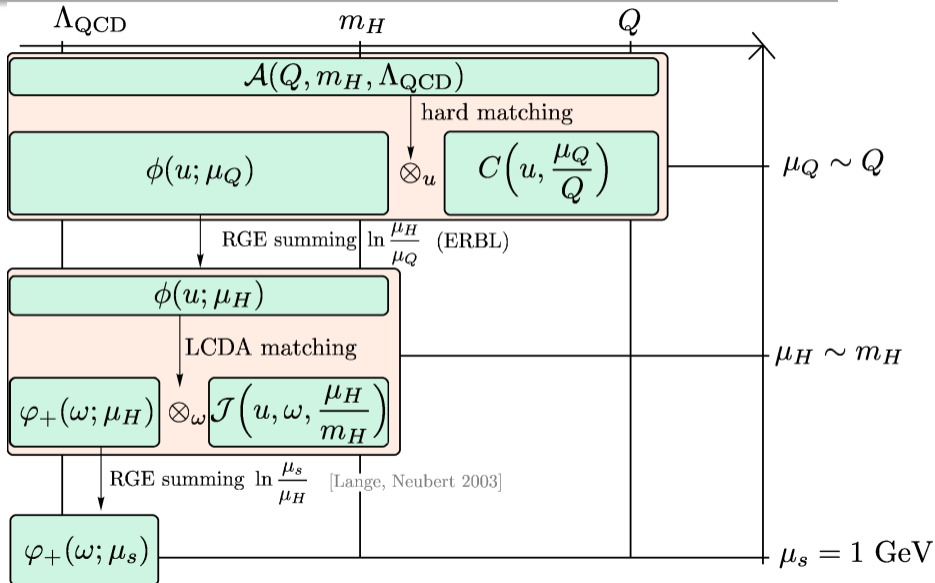 Λ_QCD m_H Q
𝒜(Q, m_H, Λ_QCD)
hard matching
ϕ(u; μ_Q) ⊗_u C(u, μ_Q/Q) μ_Q ∼ Q
RGE summing ln μ_H/μ_Q (ERBL)
ϕ(u; μ_H)
LCDA matching μ_H ∼ m_H
φ_+(ω; μ_H) ⊗_ω 𝒥(u, ω, μ_H/m_H)
RGE summing ln μ_s/μ_H [Lange, Neubert 2003]
φ_+(ω; μ_s) μ_s = 1 GeV